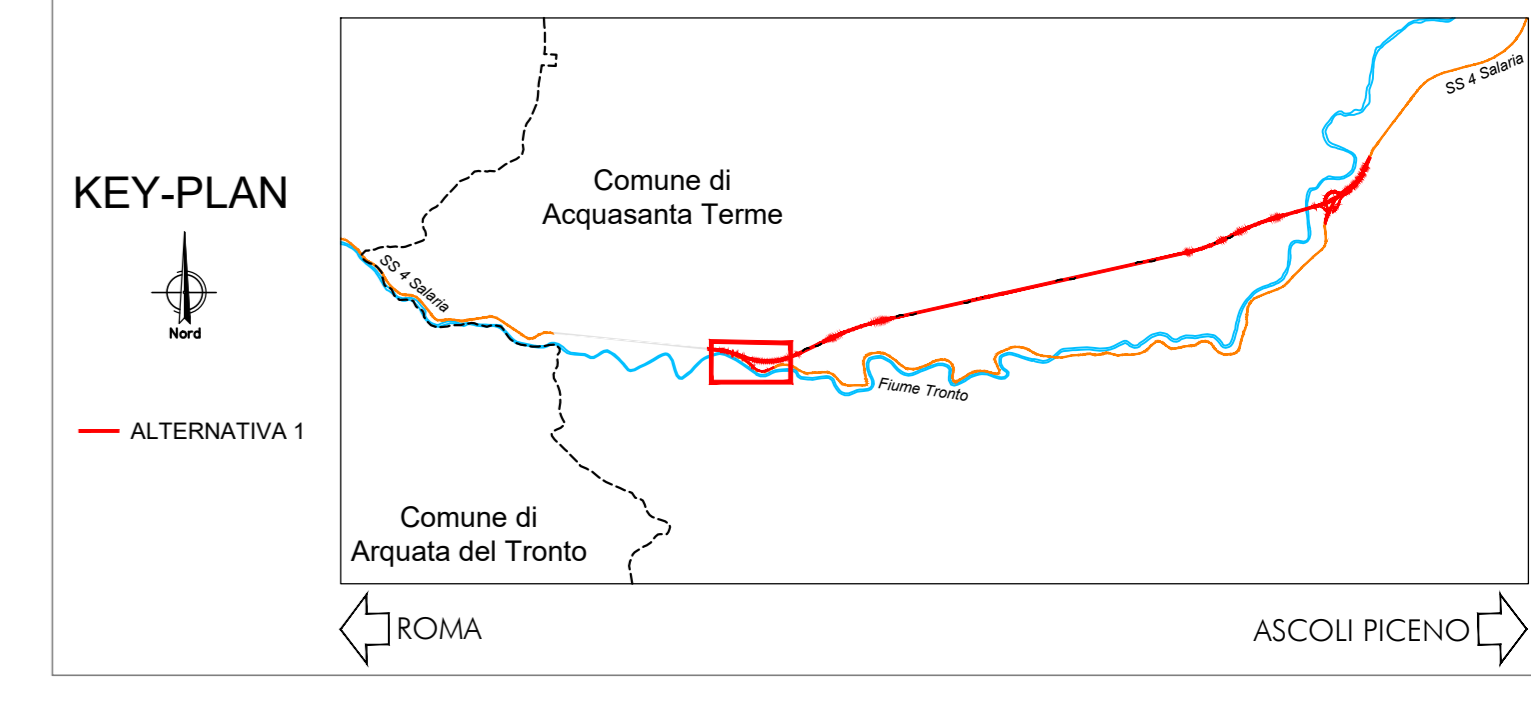 KEY-PLAN
Nord
ALTERNATIVA 1
Comune di
Acquasanta Terme
SS 4 Salaria
SS 4 Salaria
Fiume Tronto
Comune di
Arquata del Tronto
ROMA
ASCOLI PICENO